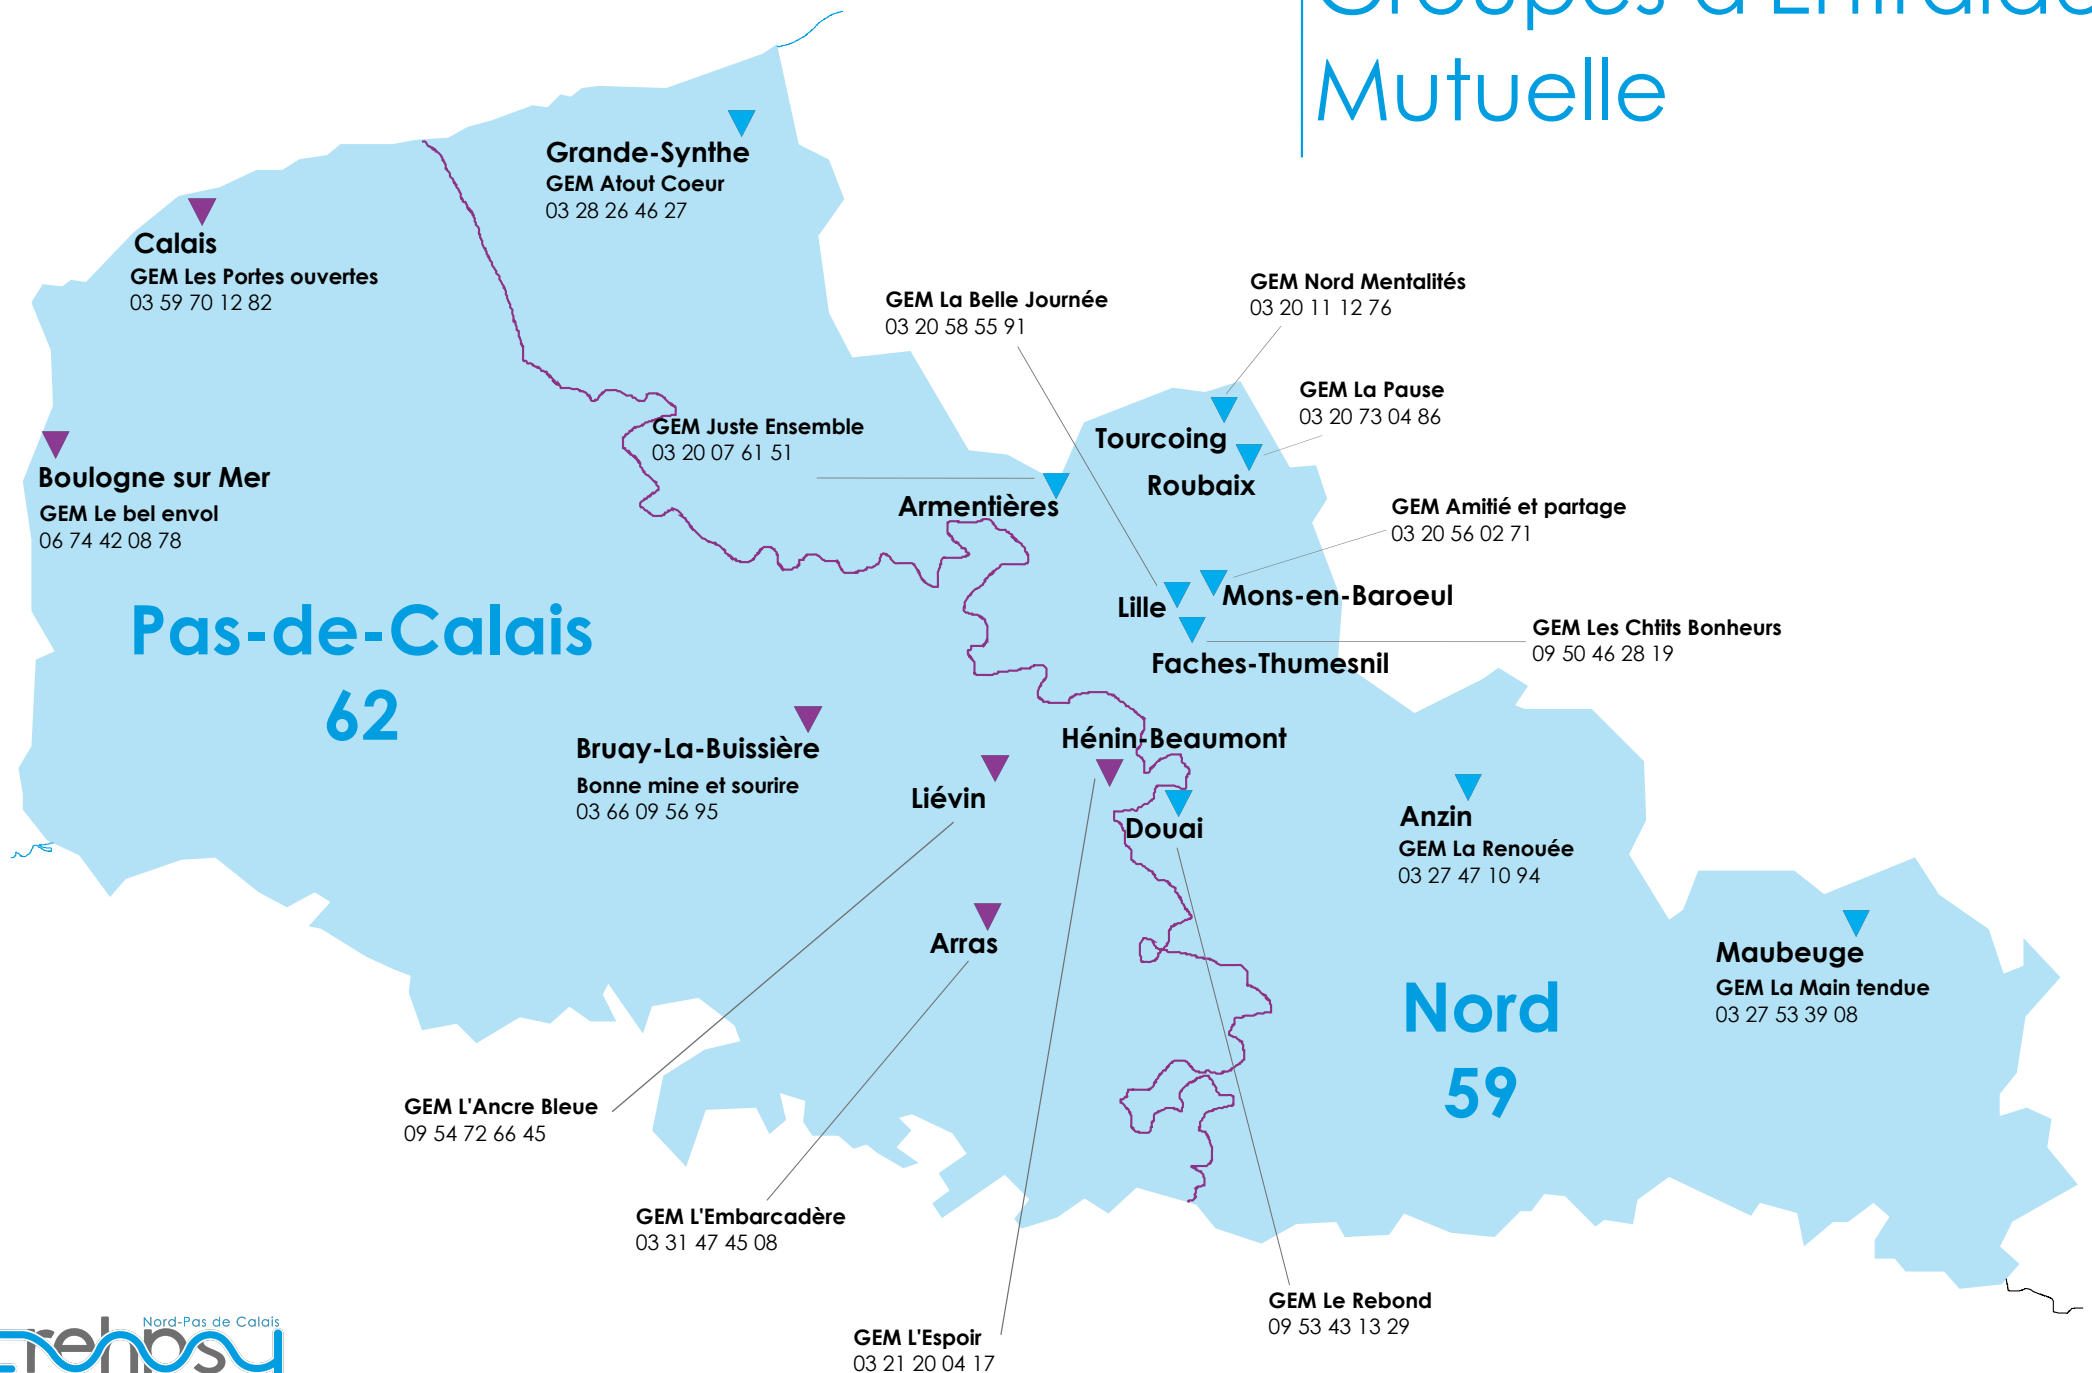 Groupes d'Entraide
Mutuelle
Grande-Synthe
GEM Atout Coeur
03 28 26 46 27
Calais
GEM Les Portes ouvertes
03 59 70 12 82
GEM La Belle Journée
03 20 58 55 91
GEM Nord Mentalités
03 20 11 12 76
GEM La Pause
03 20 73 04 86
GEM Juste Ensemble
03 20 07 61 51
Tourcoing
Roubaix
Armentières
Boulogne sur Mer
GEM Le bel envol
06 74 42 08 78
GEM Amitié et partage
03 20 56 02 71
Lille
Mons-en-Baroeul
GEM Les Chtits Bonheurs
09 50 46 28 19
Faches-Thumesnil
Pas-de-Calais
62
Bruay-La-Buissière
Bonne mine et sourire
03 66 09 56 95
Hénin-Beaumont
Liévin
Douai
Anzin
GEM La Renouée
03 27 47 10 94
Arras
Maubeuge
GEM La Main tendue
03 27 53 39 08
Nord
59
GEM L'Ancre Bleue
09 54 72 66 45
GEM L'Embarcadère
03 31 47 45 08
GEM Le Rebond
09 53 43 13 29
GEM L'Espoir
03 21 20 04 17
Nord-Pas de Calais
rehpsy